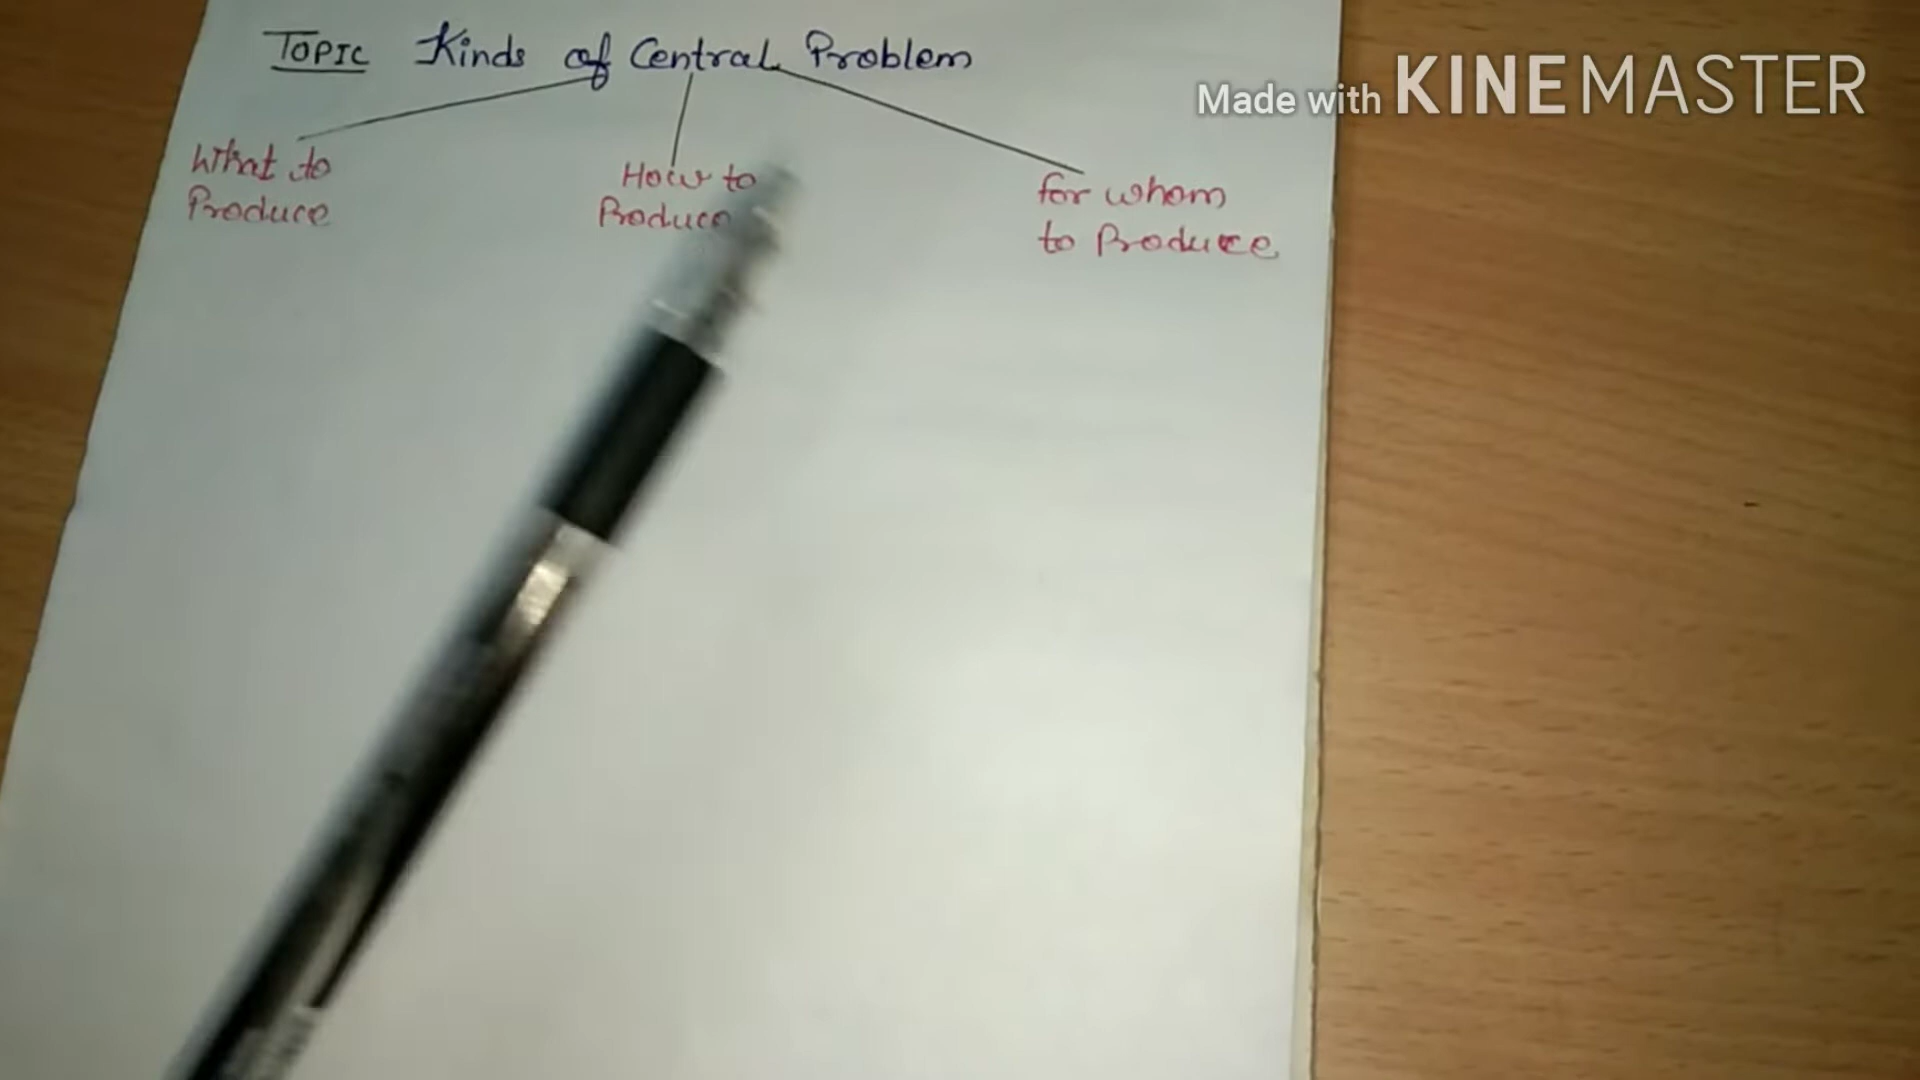 TOPIC Kinds of Central Problem
Made with KINEMASTER
What to
Produce
How to
Produce
for whom
to Produce